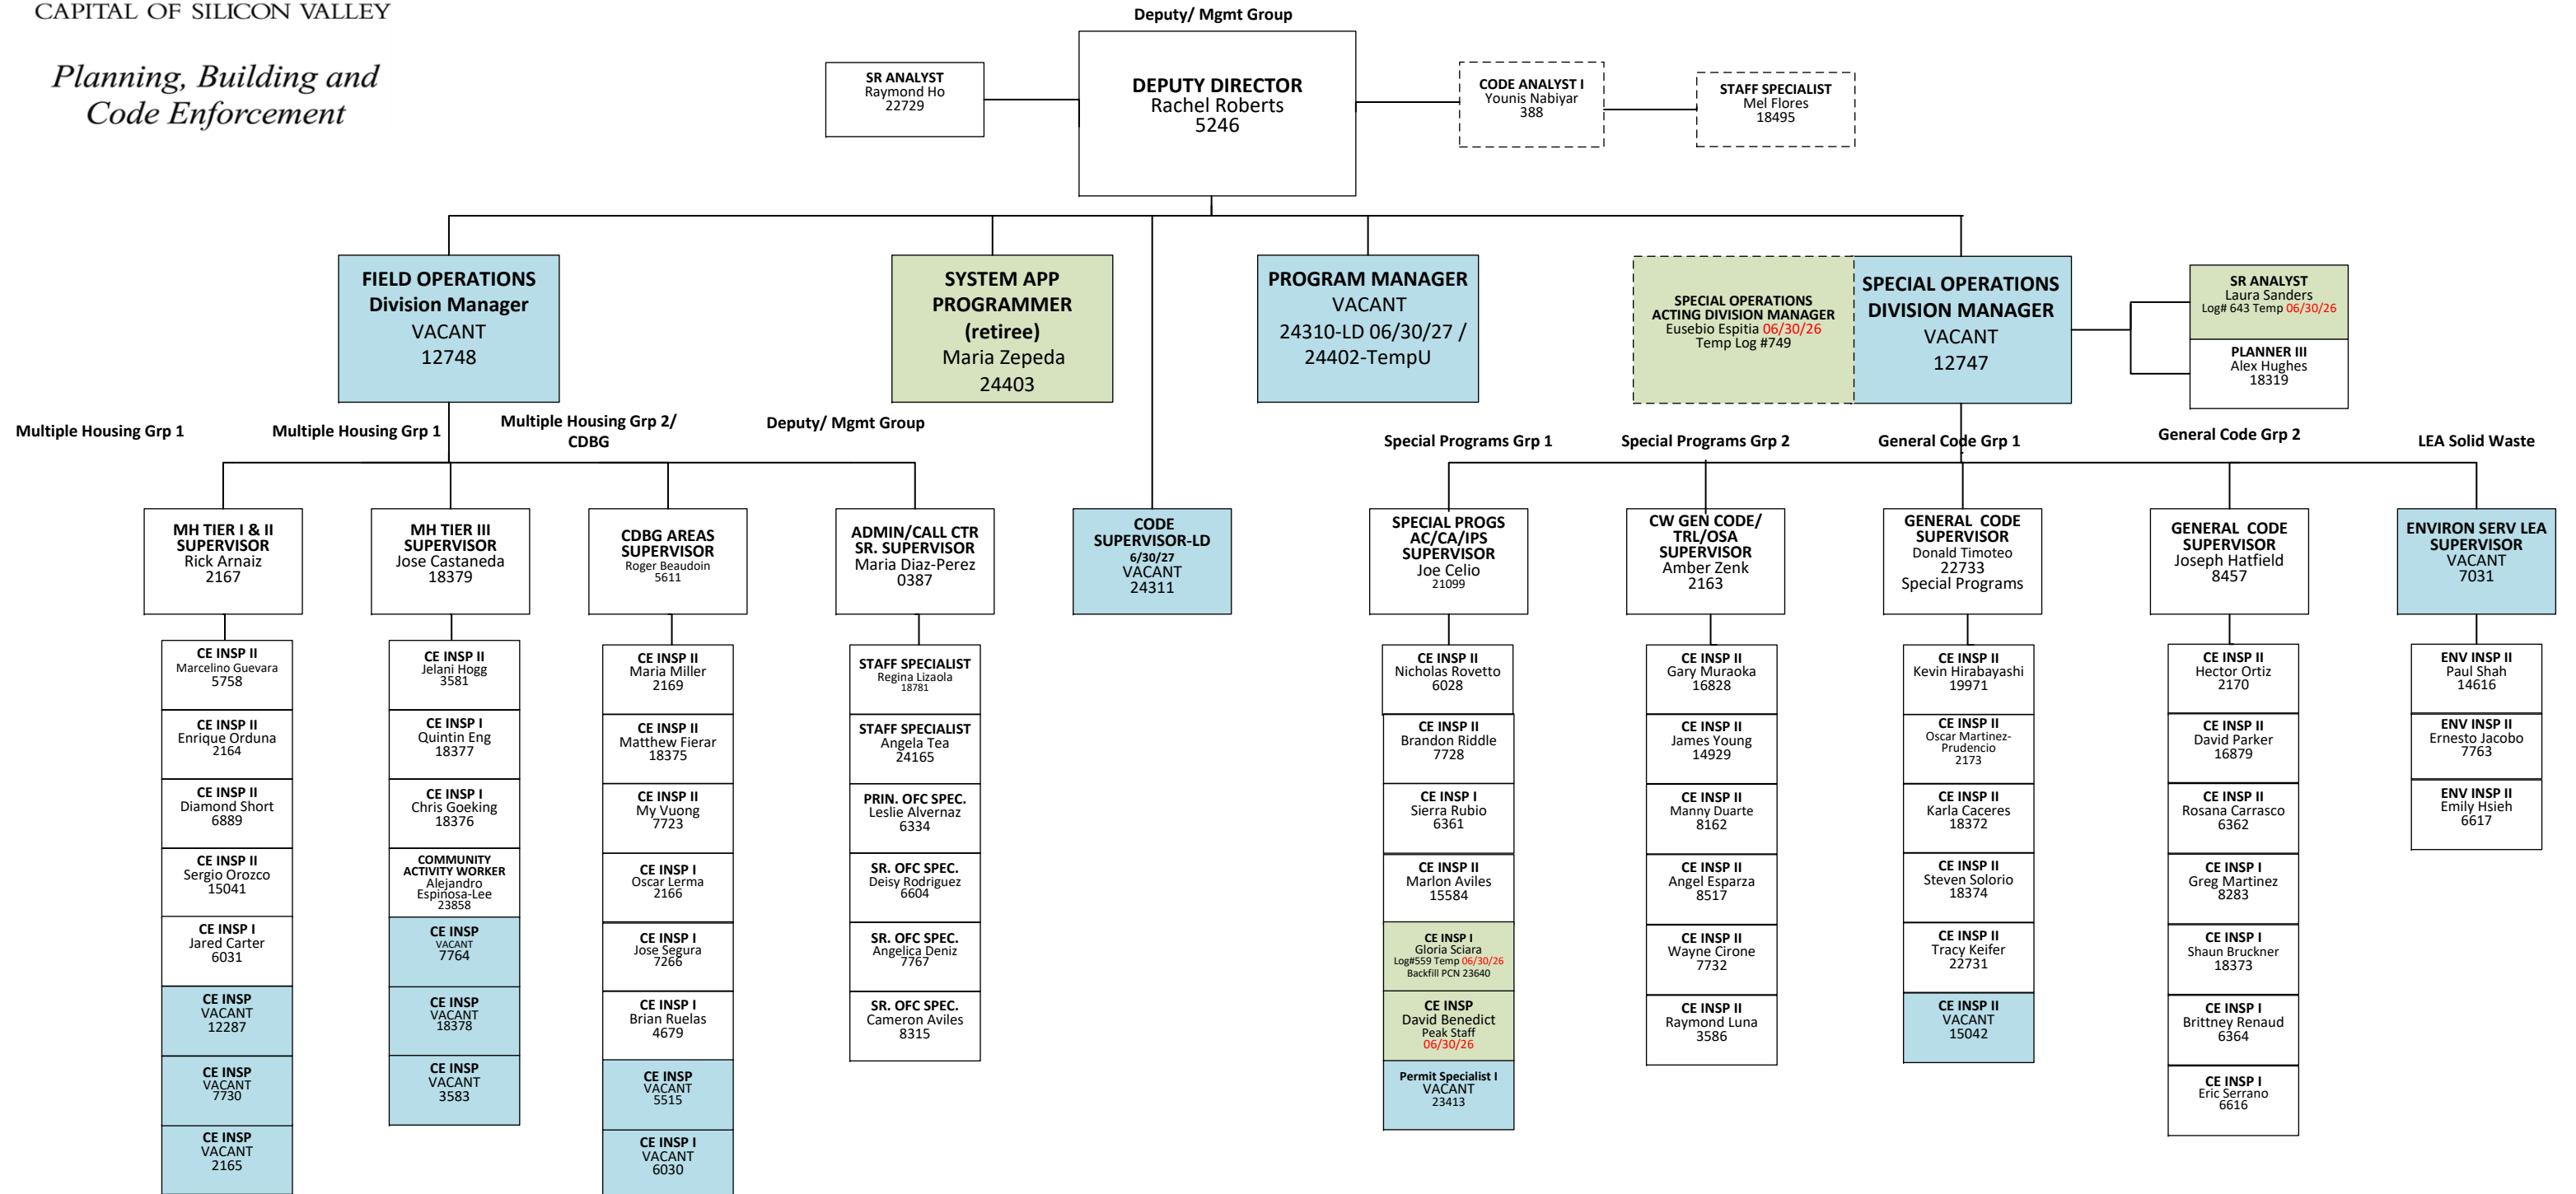 CAPITAL OF SILICON VALLEY
Planning, Building and
Code Enforcement
Deputy/ Mgmt Group
SR ANALYST
Raymond Ho
22729
DEPUTY DIRECTOR
Rachel Roberts
5246
CODE ANALYST I
Younis Nabiyar
388
STAFF SPECIALIST
Mel Flores
18495
FIELD OPERATIONS
Division Manager
VACANT
12748
SYSTEM APP
PROGRAMMER
(retiree)
Maria Zepeda
24403
PROGRAM MANAGER
VACANT
24310-LD 06/30/27 /
24402-TempU
SPECIAL OPERATIONS
ACTING DIVISION MANAGER
Eusebio Espitia 06/30/26
Temp Log #749
SPECIAL OPERATIONS
DIVISION MANAGER
VACANT
12747
SR ANALYST
Laura Sanders
Log# 643 Temp 06/30/26
PLANNER III
Alex Hughes
18319
Multiple Housing Grp 1
Multiple Housing Grp 1
Multiple Housing Grp 2/
CDBG
Deputy/ Mgmt Group
Special Programs Grp 1
Special Programs Grp 2
General Code Grp 1
General Code Grp 2
LEA Solid Waste
MH TIER I & II
SUPERVISOR
Rick Arnaiz
2167
MH TIER III
SUPERVISOR
Jose Castaneda
18379
CDBG AREAS
SUPERVISOR
Roger Beaudoin
5611
ADMIN/CALL CTR
SR. SUPERVISOR
Maria Diaz-Perez
0387
CODE
SUPERVISOR-LD
6/30/27
VACANT
24311
SPECIAL PROGS
AC/CA/IPS
SUPERVISOR
Joe Celio
21099
CW GEN CODE/
TRL/OSA
SUPERVISOR
Amber Zenk
2163
GENERAL CODE
SUPERVISOR
Donald Timoteo
22733
Special Programs
GENERAL CODE
SUPERVISOR
Joseph Hatfield
8457
ENVIRON SERV LEA
SUPERVISOR
VACANT
7031
CE INSP II
Marcelino Guevara
5758
CE INSP II
Enrique Orduna
2164
CE INSP II
Diamond Short
6889
CE INSP II
Sergio Orozco
15041
CE INSP I
Jared Carter
6031
CE INSP
VACANT
12287
CE INSP
VACANT
7730
CE INSP
VACANT
2165
CE INSP II
Jelani Hogg
3581
CE INSP I
Quintin Eng
18377
CE INSP I
Chris Goeking
18376
COMMUNITY
ACTIVITY WORKER
Alejandro
Espinosa-Lee
23858
CE INSP
VACANT
7764
CE INSP
VACANT
18378
CE INSP
VACANT
3583
CE INSP II
Maria Miller
2169
CE INSP II
Matthew Fierar
18375
CE INSP II
My Vuong
7723
CE INSP I
Oscar Lerma
2166
CE INSP I
Jose Segura
7266
CE INSP I
Brian Ruelas
4679
CE INSP
VACANT
5515
CE INSP I
VACANT
6030
STAFF SPECIALIST
Regina Lizaola
18781
STAFF SPECIALIST
Angela Tea
24165
PRIN. OFC SPEC.
Leslie Alvernaz
6334
SR. OFC SPEC.
Deisy Rodriguez
6604
SR. OFC SPEC.
Angelica Deniz
7767
SR. OFC SPEC.
Cameron Aviles
8315
CE INSP II
Nicholas Rovetto
6028
CE INSP II
Brandon Riddle
7728
CE INSP I
Sierra Rubio
6361
CE INSP II
Marlon Aviles
15584
CE INSP I
Gloria Sciara
Log#559 Temp 06/30/26
Backfill PCN 23640
CE INSP
David Benedict
Peak Staff
06/30/26
Permit Specialist I
VACANT
23413
CE INSP II
Gary Muraoka
16828
CE INSP II
James Young
14929
CE INSP II
Manny Duarte
8162
CE INSP II
Angel Esparza
8517
CE INSP II
Wayne Cirone
7732
CE INSP II
Raymond Luna
3586
CE INSP II
Kevin Hirabayashi
19971
CE INSP II
Oscar Martinez-
Prudencio
2173
CE INSP II
Karla Caceres
18372
CE INSP II
Steven Solorio
18374
CE INSP II
Tracy Keifer
22731
CE INSP II
VACANT
15042
CE INSP II
Hector Ortiz
2170
CE INSP II
David Parker
16879
CE INSP II
Rosana Carrasco
6362
CE INSP I
Greg Martinez
8283
CE INSP I
Shaun Bruckner
18373
CE INSP I
Brittney Renaud
6364
CE INSP I
Eric Serrano
6616
ENV INSP II
Paul Shah
14616
ENV INSP II
Ernesto Jacobo
7763
ENV INSP II
Emily Hsieh
6617